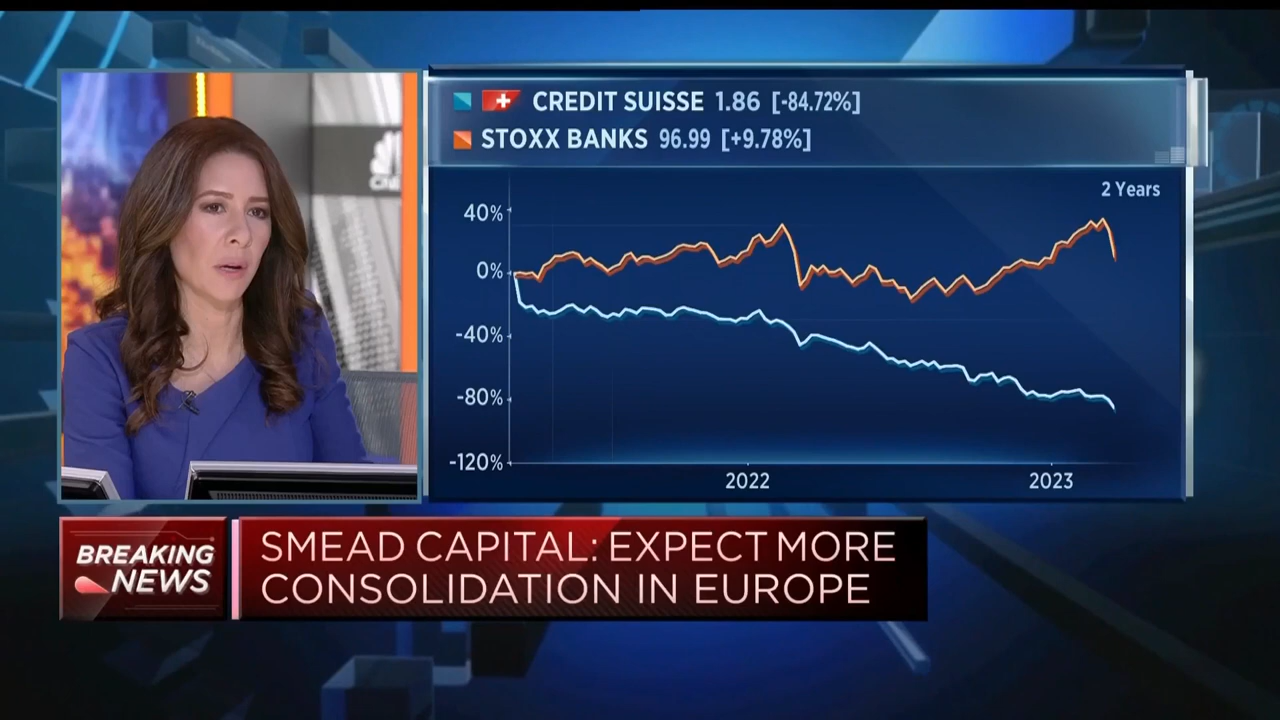 CREDIT SUISSE 1.86 [-84.72%]
STOXX BANKS 96.99 [+9.78%]
2 Years
40%
0%
-40%
-80%
-120%
2022
2023
BREAKING
NEWS
SMEAD CAPITAL: EXPECT MORE
CONSOLIDATION IN EUROPE